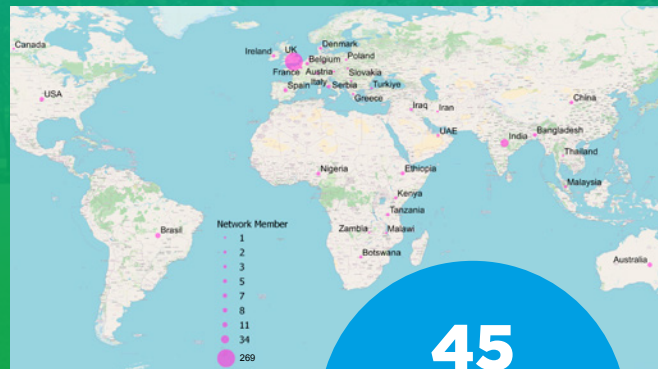 Canada
USA
Brasil
Ireland
UK
Denmark
Belgium
Poland
France
Austria
Slovakia
Spain
Italy
Serbia
Turkiye
Greece
Iraq
Iran
UAE
China
India
Bangladesh
Thailand
Malaysia
Nigeria
Ethiopia
Kenya
Tanzania
Zambia
Malawi
Botswana
Australia
Network Member
1
2
3
5
7
8
11
34
269
45